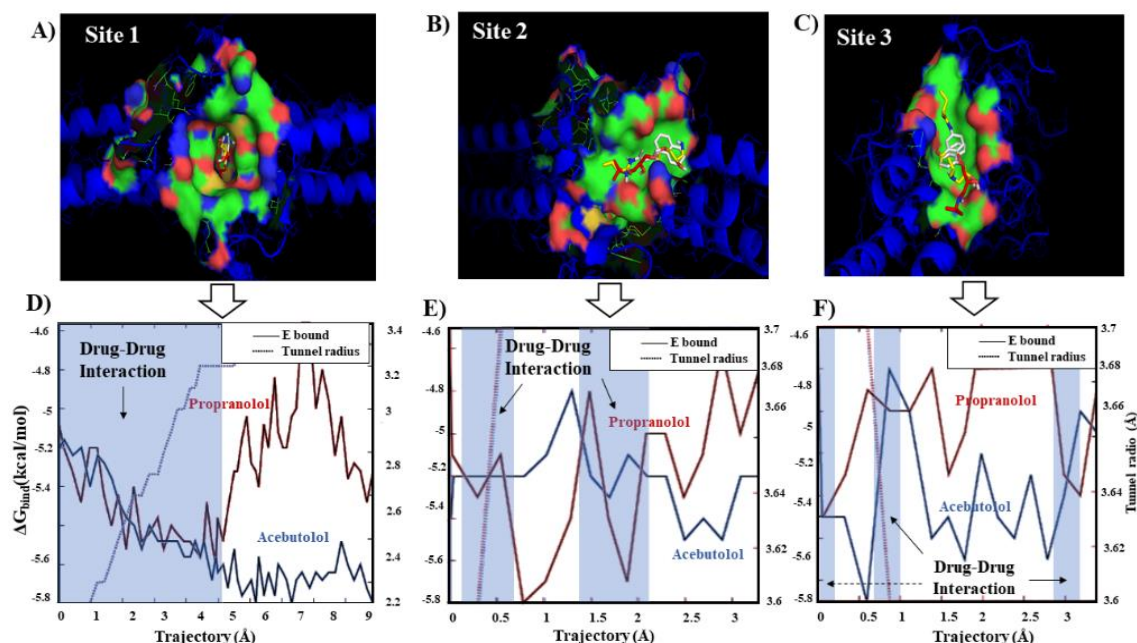 A)
Site 1
B)
Site 2
C)
Site 3
D)
E bound
Tunnel radius
Drug-Drug
Interaction
Propranolol
Acebutolol
ΔGbind(kcal/mol)
-4.6
-4.8
-5
-5.2
-5.4
-5.6
-5.8
3.4
3.2
3
2.8
2.6
2.4
2.2
0 1 2 3 4 5 6 7 8 9
Trajectory (Å)
E)
E bound
Tunnel radius
Drug-Drug
Interaction
Propranolol
Acebutolol
-4.6
-4.8
-5
-5.2
-5.4
-5.6
-5.8
3.7
3.68
3.66
3.64
3.62
3.6
0 0.5 1 1.5 2 2.5 3
Trajectory (Å)
F)
E bound
Tunnel radius
Propranolol
Acebutolol
Drug-Drug
Interaction
-4.6
-4.8
-5
-5.2
-5.4
-5.6
-5.8
3.7
3.68
3.66
3.64
3.62
3.6
Tunnel radio (Å)
0 0.5 1 1.5 2 2.5 3
Trajectory (Å)